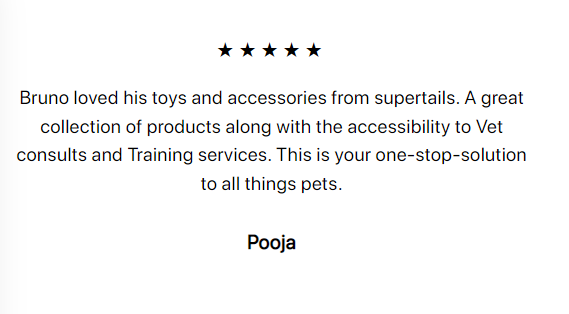 ★ ★ ★ ★ ★
Bruno loved his toys and accessories from supertails. A great
collection of products along with the accessibility to Vet
consults and Training services. This is your one-stop-solution
to all things pets.
Pooja